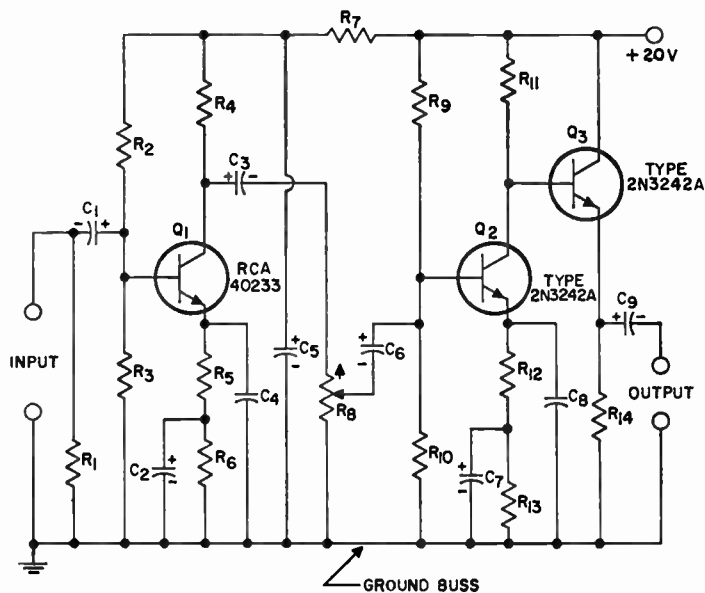 R7
+20V
R2
R4
R9
R11
Q3
TYPE
2N3242A
C3
+ -
C1
- +
Q1
RCA
40233
Q2
TYPE
2N3242A
C9
+ -
INPUT
R3
R5
C4
+
C5
-
+
C6
-
R8
R12
C8
R14
OUTPUT
R1
+
C2
-
R6
R10
+
C7
-
R13
GROUND BUSS